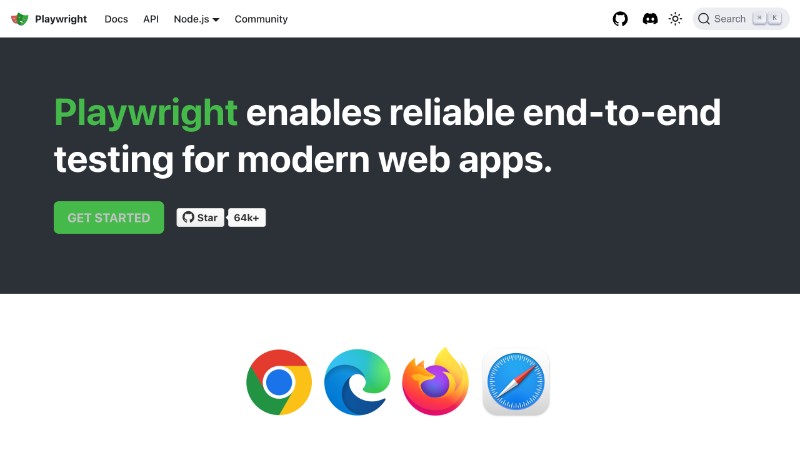 Playwright Docs API Node.js Community Search ⌘ K
Playwright enables reliable end-to-end
testing for modern web apps.
GET STARTED Star 64k+